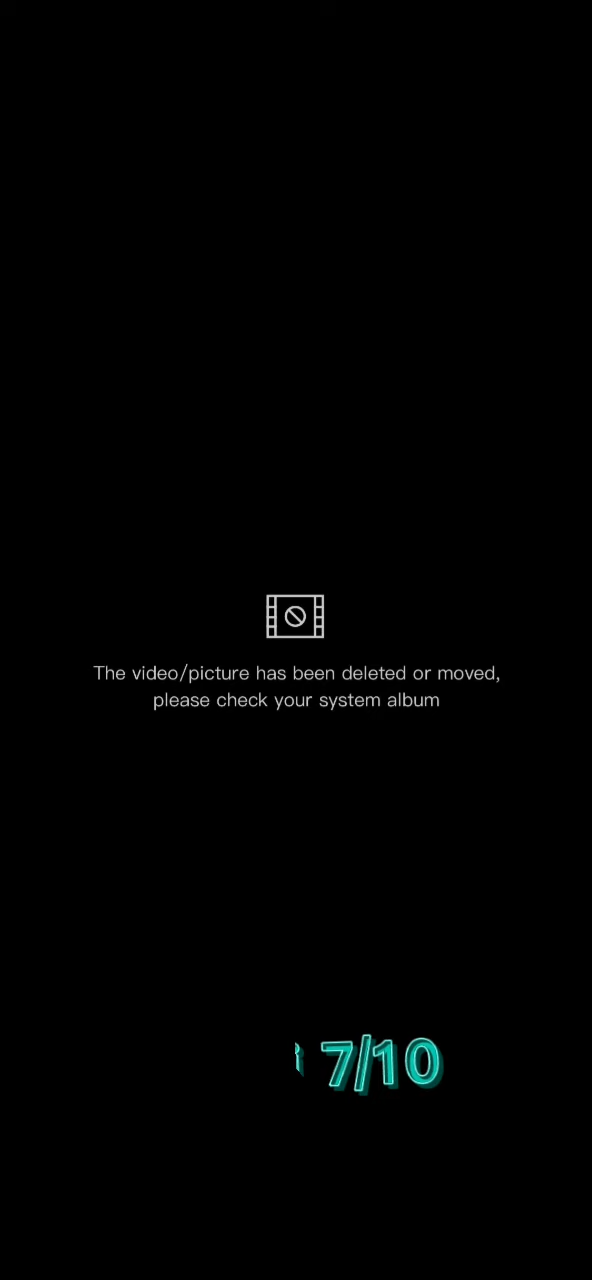 The video/picture has been deleted or moved,
please check your system album
7/10